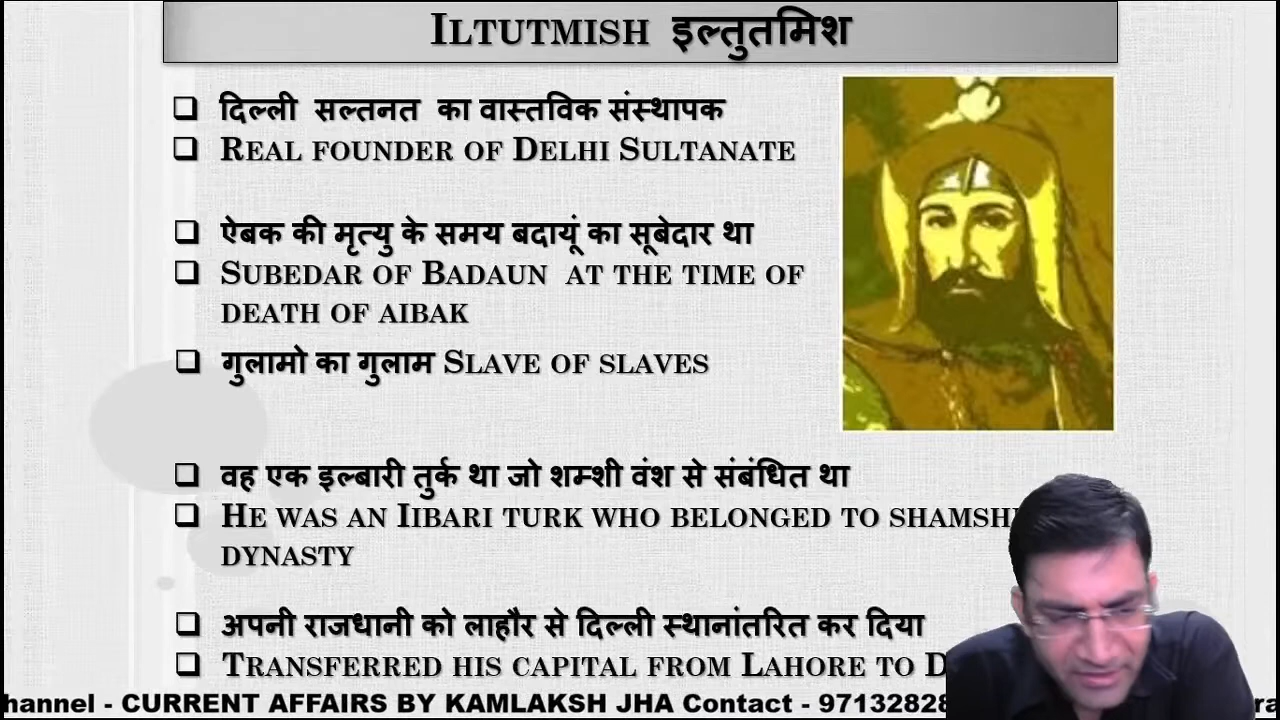 ILTUTMISH इल्तुतमिश
दिल्ली सल्तनत का वास्तविक संस्थापक
REAL FOUNDER OF DELHI SULTANATE
ऐबक की मृत्यु के समय बदायूं का सूबेदार था
SUBEDAR OF BADAUN AT THE TIME OF
DEATH OF AIBAK
गुलामो का गुलाम SLAVE OF SLAVES
वह एक इल्बारी तुर्क था जो शम्शी वंश से संबंधित था
HE WAS AN IIBARI TURK WHO BELONGED TO SHAMSHI
DYNASTY
अपनी राजधानी को लाहौर से दिल्ली स्थानांतरित कर दिया
TRANSFERRED HIS CAPITAL FROM LAHORE TO
hannel - CURRENT AFFAIRS BY KAMLAKSH JHA Contact - 97132828